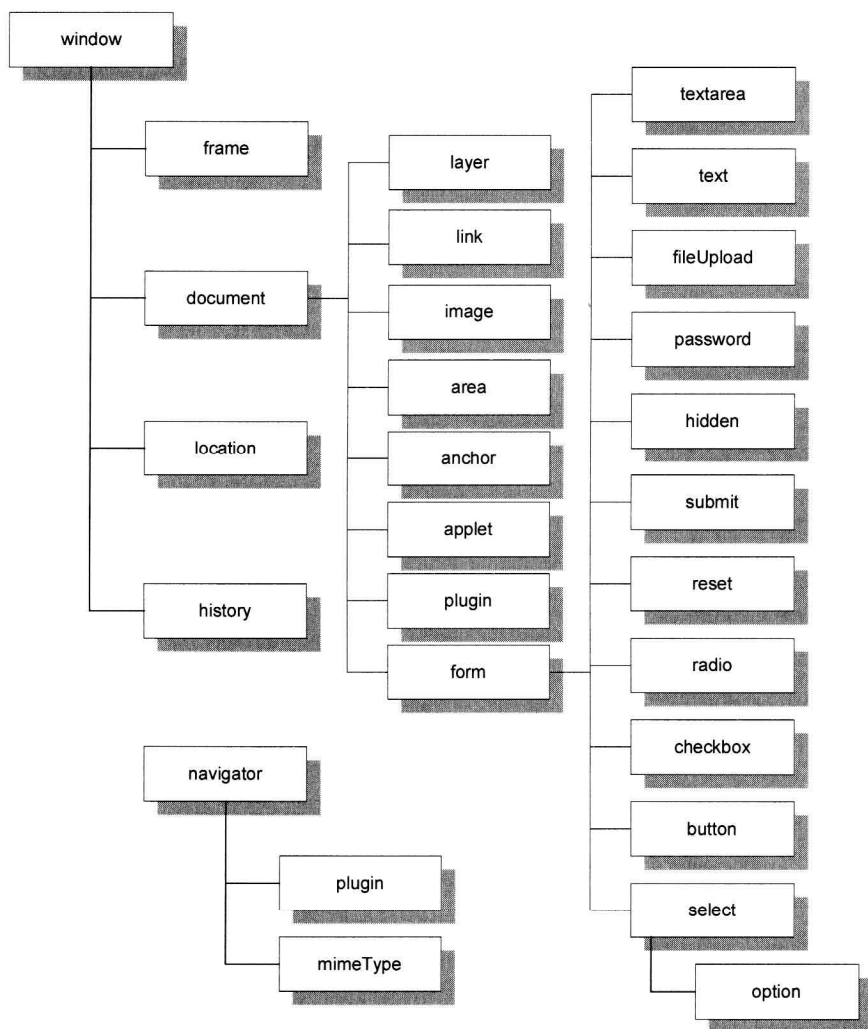 window
frame
document
location
history
layer
link
image
area
anchor
applet
plugin
form
textarea
text
fileUpload
password
hidden
submit
reset
radio
checkbox
button
select
option
navigator
plugin
mimeType